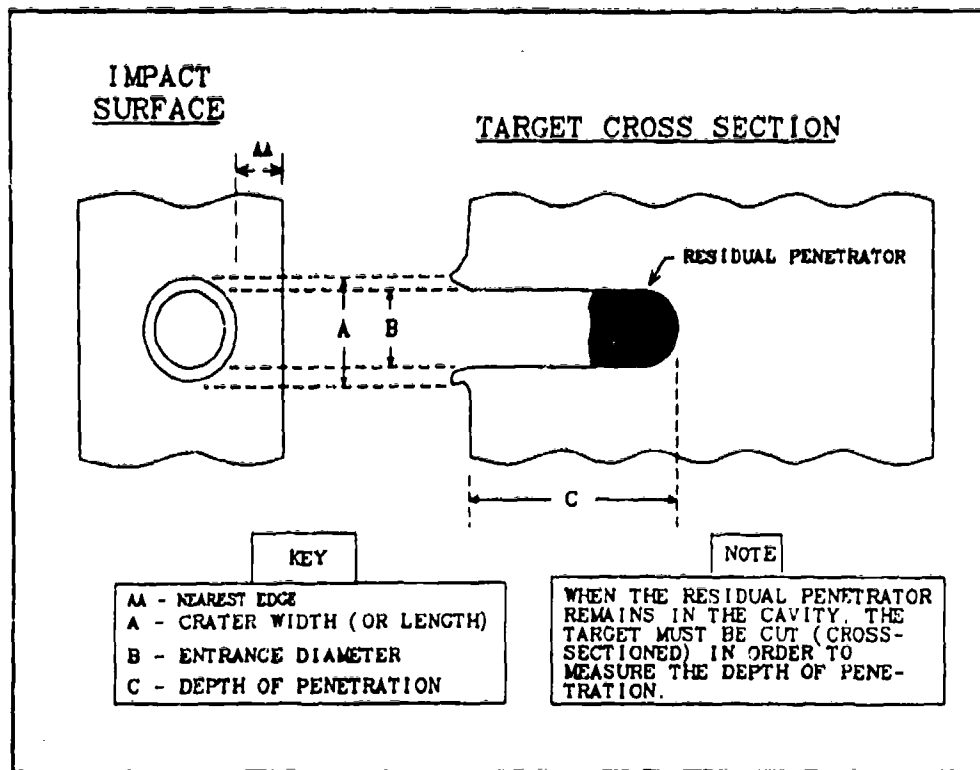 IMPACT
SURFACE
TARGET CROSS SECTION
AA
RESIDUAL PENETRATOR
A
B
C
KEY
AA - NEAREST EDGE
A - CRATER WIDTH (OR LENGTH)
B - ENTRANCE DIAMETER
C - DEPTH OF PENETRATION
NOTE
WHEN THE RESIDUAL PENETRATOR
REMAINS IN THE CAVITY, THE
TARGET MUST BE CUT (CROSS-
SECTIONED) IN ORDER TO
MEASURE THE DEPTH OF PENE-
TRATION.